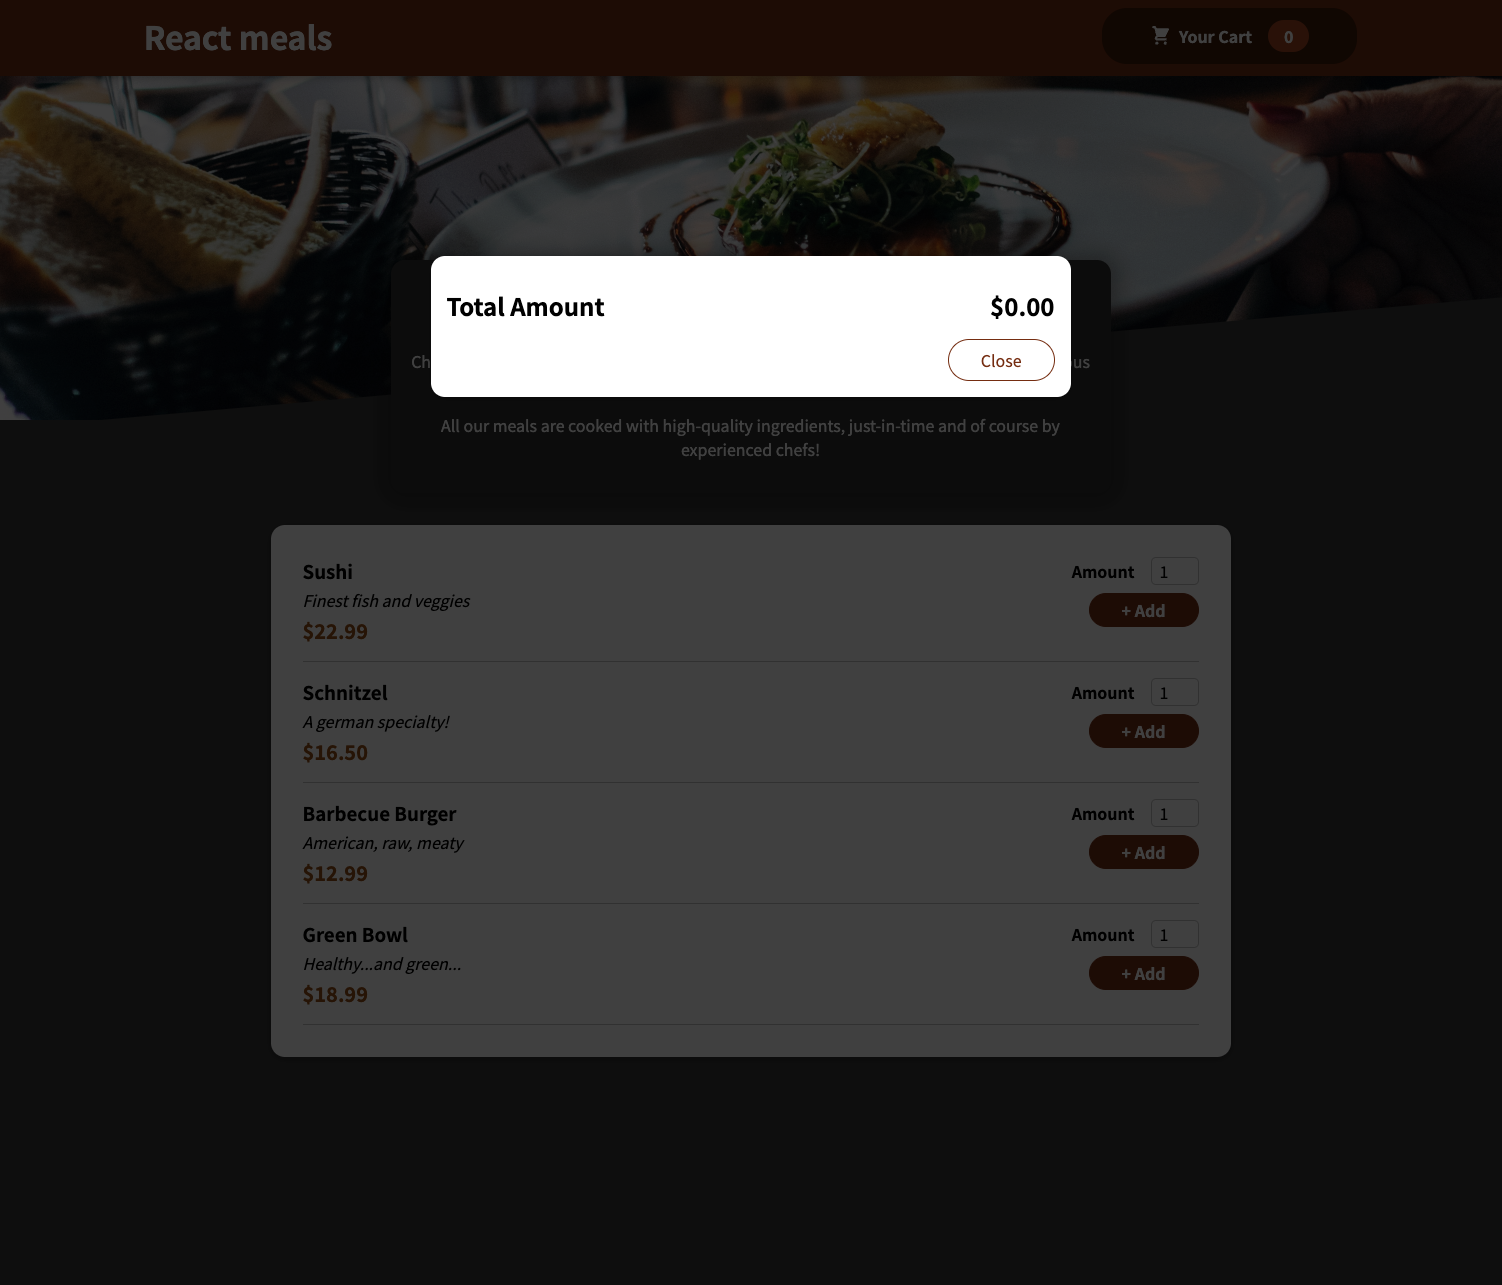 React meals
Your Cart 0
Total Amount $0.00
Close
Ch
ous
All our meals are cooked with high-quality ingredients, just-in-time and of course by
experienced chefs!
Sushi
Amount 1
Finest fish and veggies
+ Add
$22.99
Schnitzel
Amount 1
A german specialty!
+ Add
$16.50
Barbecue Burger
Amount 1
American, raw, meaty
+ Add
$12.99
Green Bowl
Amount 1
Healthy...and green...
+ Add
$18.99